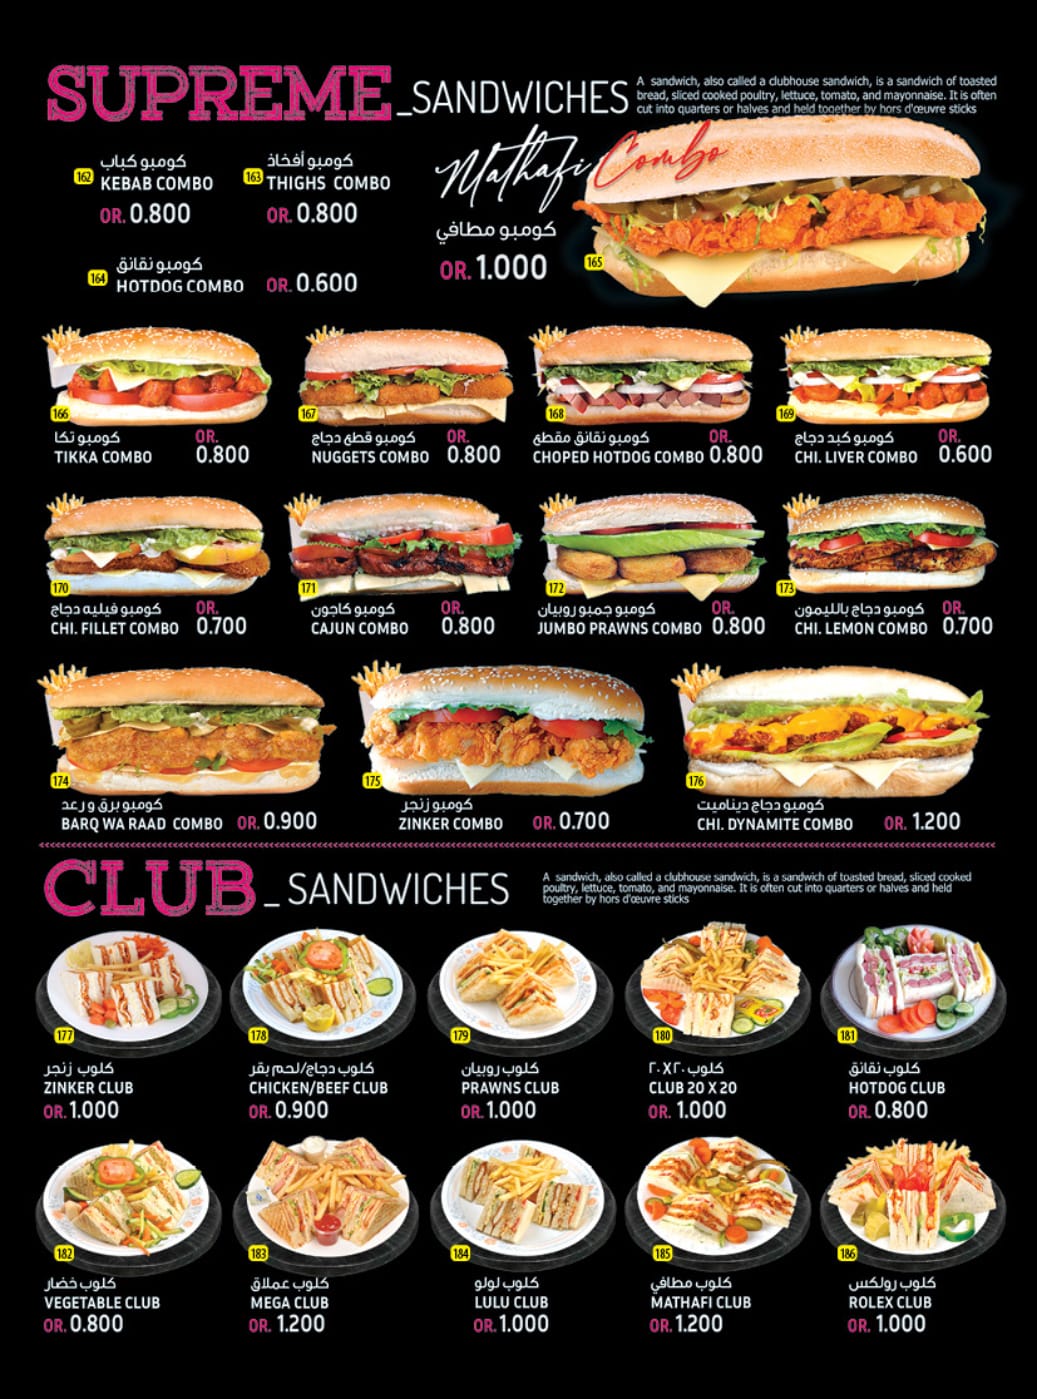 SUPREME_SANDWICHES
A sandwich, also called a clubhouse sandwich, is a sandwich of toasted
bread, sliced cooked poultry, lettuce, tomato, and mayonnaise. It is often
cut into quarters or halves and held together by hors d'œuvre sticks
Mathafi Combo
كومبو مطافي
OR. 1.000
165
كومبو كباب
162 KEBAB COMBO
OR. 0.800
كومبو أفخاذ
163 THIGHS COMBO
OR. 0.800
كومبو نقانق
164 HOTDOG COMBO OR. 0.600
166
كومبو تكا OR.
TIKKA COMBO 0.800
167
كومبو قطع دجاج OR.
NUGGETS COMBO 0.800
168
كومبو نقانق مقطع OR.
CHOPED HOTDOG COMBO 0.800
169
كومبو كبد دجاج OR.
CHI. LIVER COMBO 0.600
170
كومبو فيليه دجاج OR.
CHI. FILLET COMBO 0.700
171
كومبو كاجون OR.
CAJUN COMBO 0.800
172
كومبو جمبو روبيان OR.
JUMBO PRAWNS COMBO 0.800
173
كومبو دجاج بالليمون OR.
CHI. LEMON COMBO 0.700
174
كومبو برق و رعد
BARQ WA RAAD COMBO OR. 0.900
175
كومبو زنجر
ZINKER COMBO OR. 0.700
176
كومبو دجاج ديناميت
CHI. DYNAMITE COMBO OR. 1.200
CLUB_SANDWICHES
A sandwich, also called a clubhouse sandwich, is a sandwich of toasted bread, sliced cooked
poultry, lettuce, tomato, and mayonnaise. It is often cut into quarters or halves and held
together by hors d'œuvre sticks
177
كلوب زنجر
ZINKER CLUB
OR. 1.000
178
كلوب دجاج/لحم بقر
CHICKEN/BEEF CLUB
OR. 0.900
179
كلوب روبيان
PRAWNS CLUB
OR. 1.000
180
كلوب ٢٠X٢٠
CLUB 20 X 20
OR. 1.000
181
كلوب نقانق
HOTDOG CLUB
OR. 0.800
182
كلوب خضار
VEGETABLE CLUB
OR. 0.800
183
كلوب عملاق
MEGA CLUB
OR. 1.200
184
كلوب لولو
LULU CLUB
OR. 1.000
185
كلوب مطافي
MATHAFI CLUB
OR. 1.200
186
كلوب رولكس
ROLEX CLUB
OR. 1.000